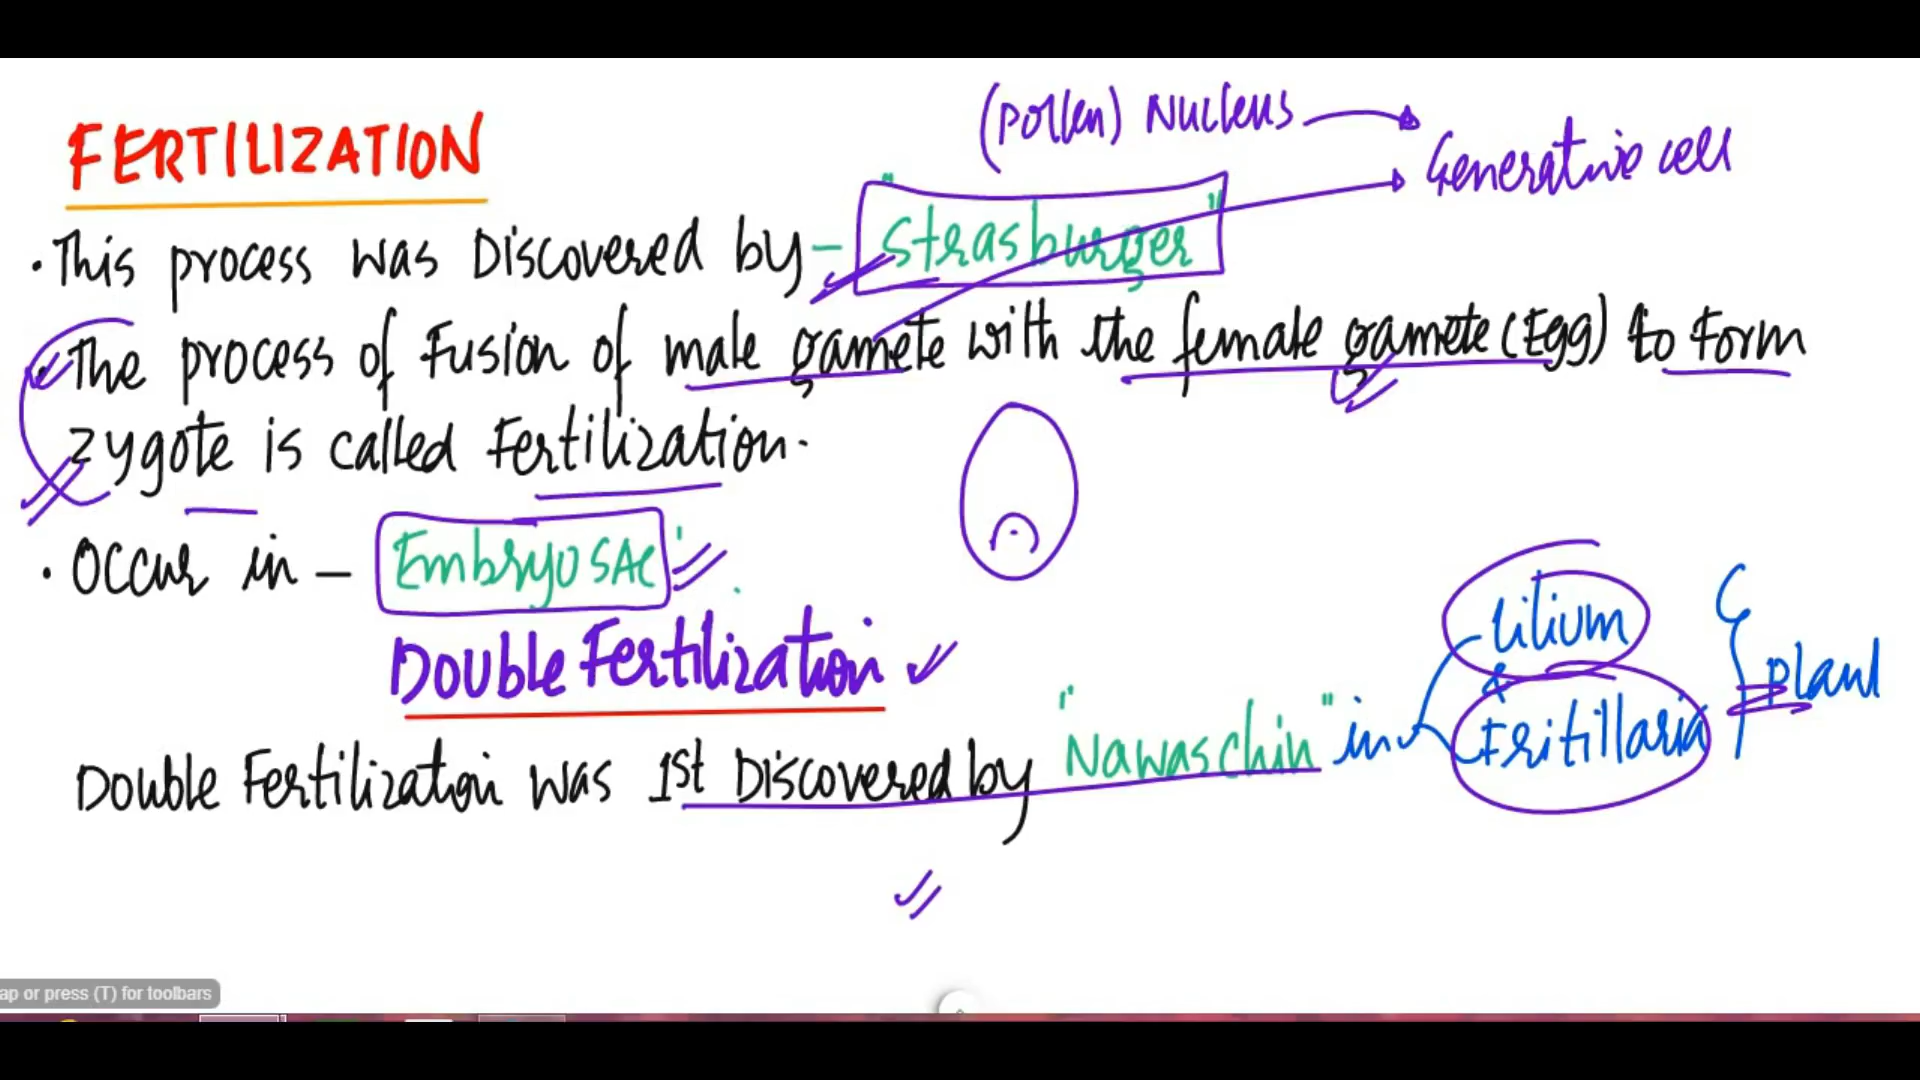 (pollen) Nucleus
Generative cell
FERTILIZATION
• This process was Discovered by - "Strasburger"
• The process of Fusion of male gamete with the female gamete (Egg) to form
zygote is called Fertilization.
• Occur in - Embryo SAC
Double Fertilization
Double Fertilization was 1st Discovered by "Nawaschin" in
Lilium
&
Fritillaria
plant
ap or press (T) for toolbars